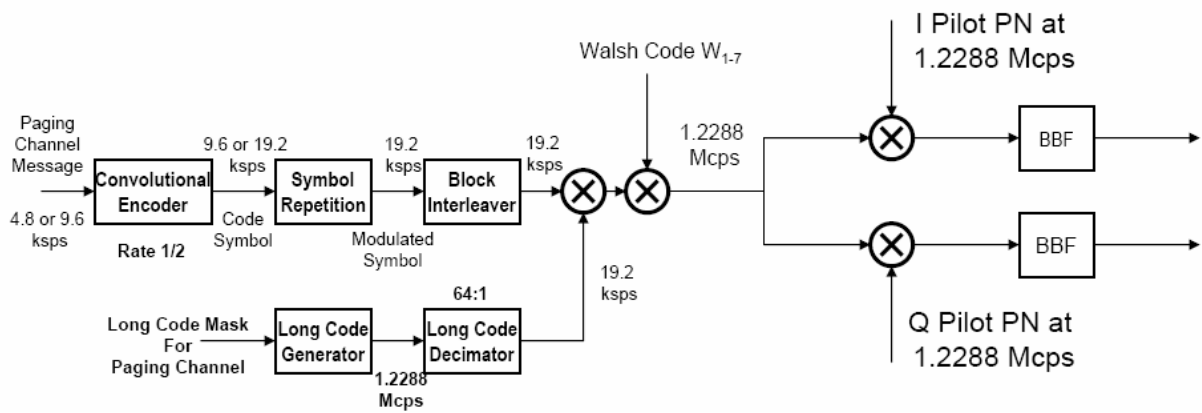 I Pilot PN at
1.2288 Mcps
Walsh Code W1-7
Paging
Channel
Message
9.6 or 19.2
ksps
19.2
ksps
19.2
ksps
1.2288
Mcps
BBF
Convolutional
Encoder
Symbol
Repetition
Block
Interleaver
4.8 or 9.6
ksps
Rate 1/2
Code
Symbol
Modulated
Symbol
19.2
ksps
BBF
64:1
Long Code Mask
For
Paging Channel
Long Code
Generator
Long Code
Decimator
1.2288
Mcps
Q Pilot PN at
1.2288 Mcps